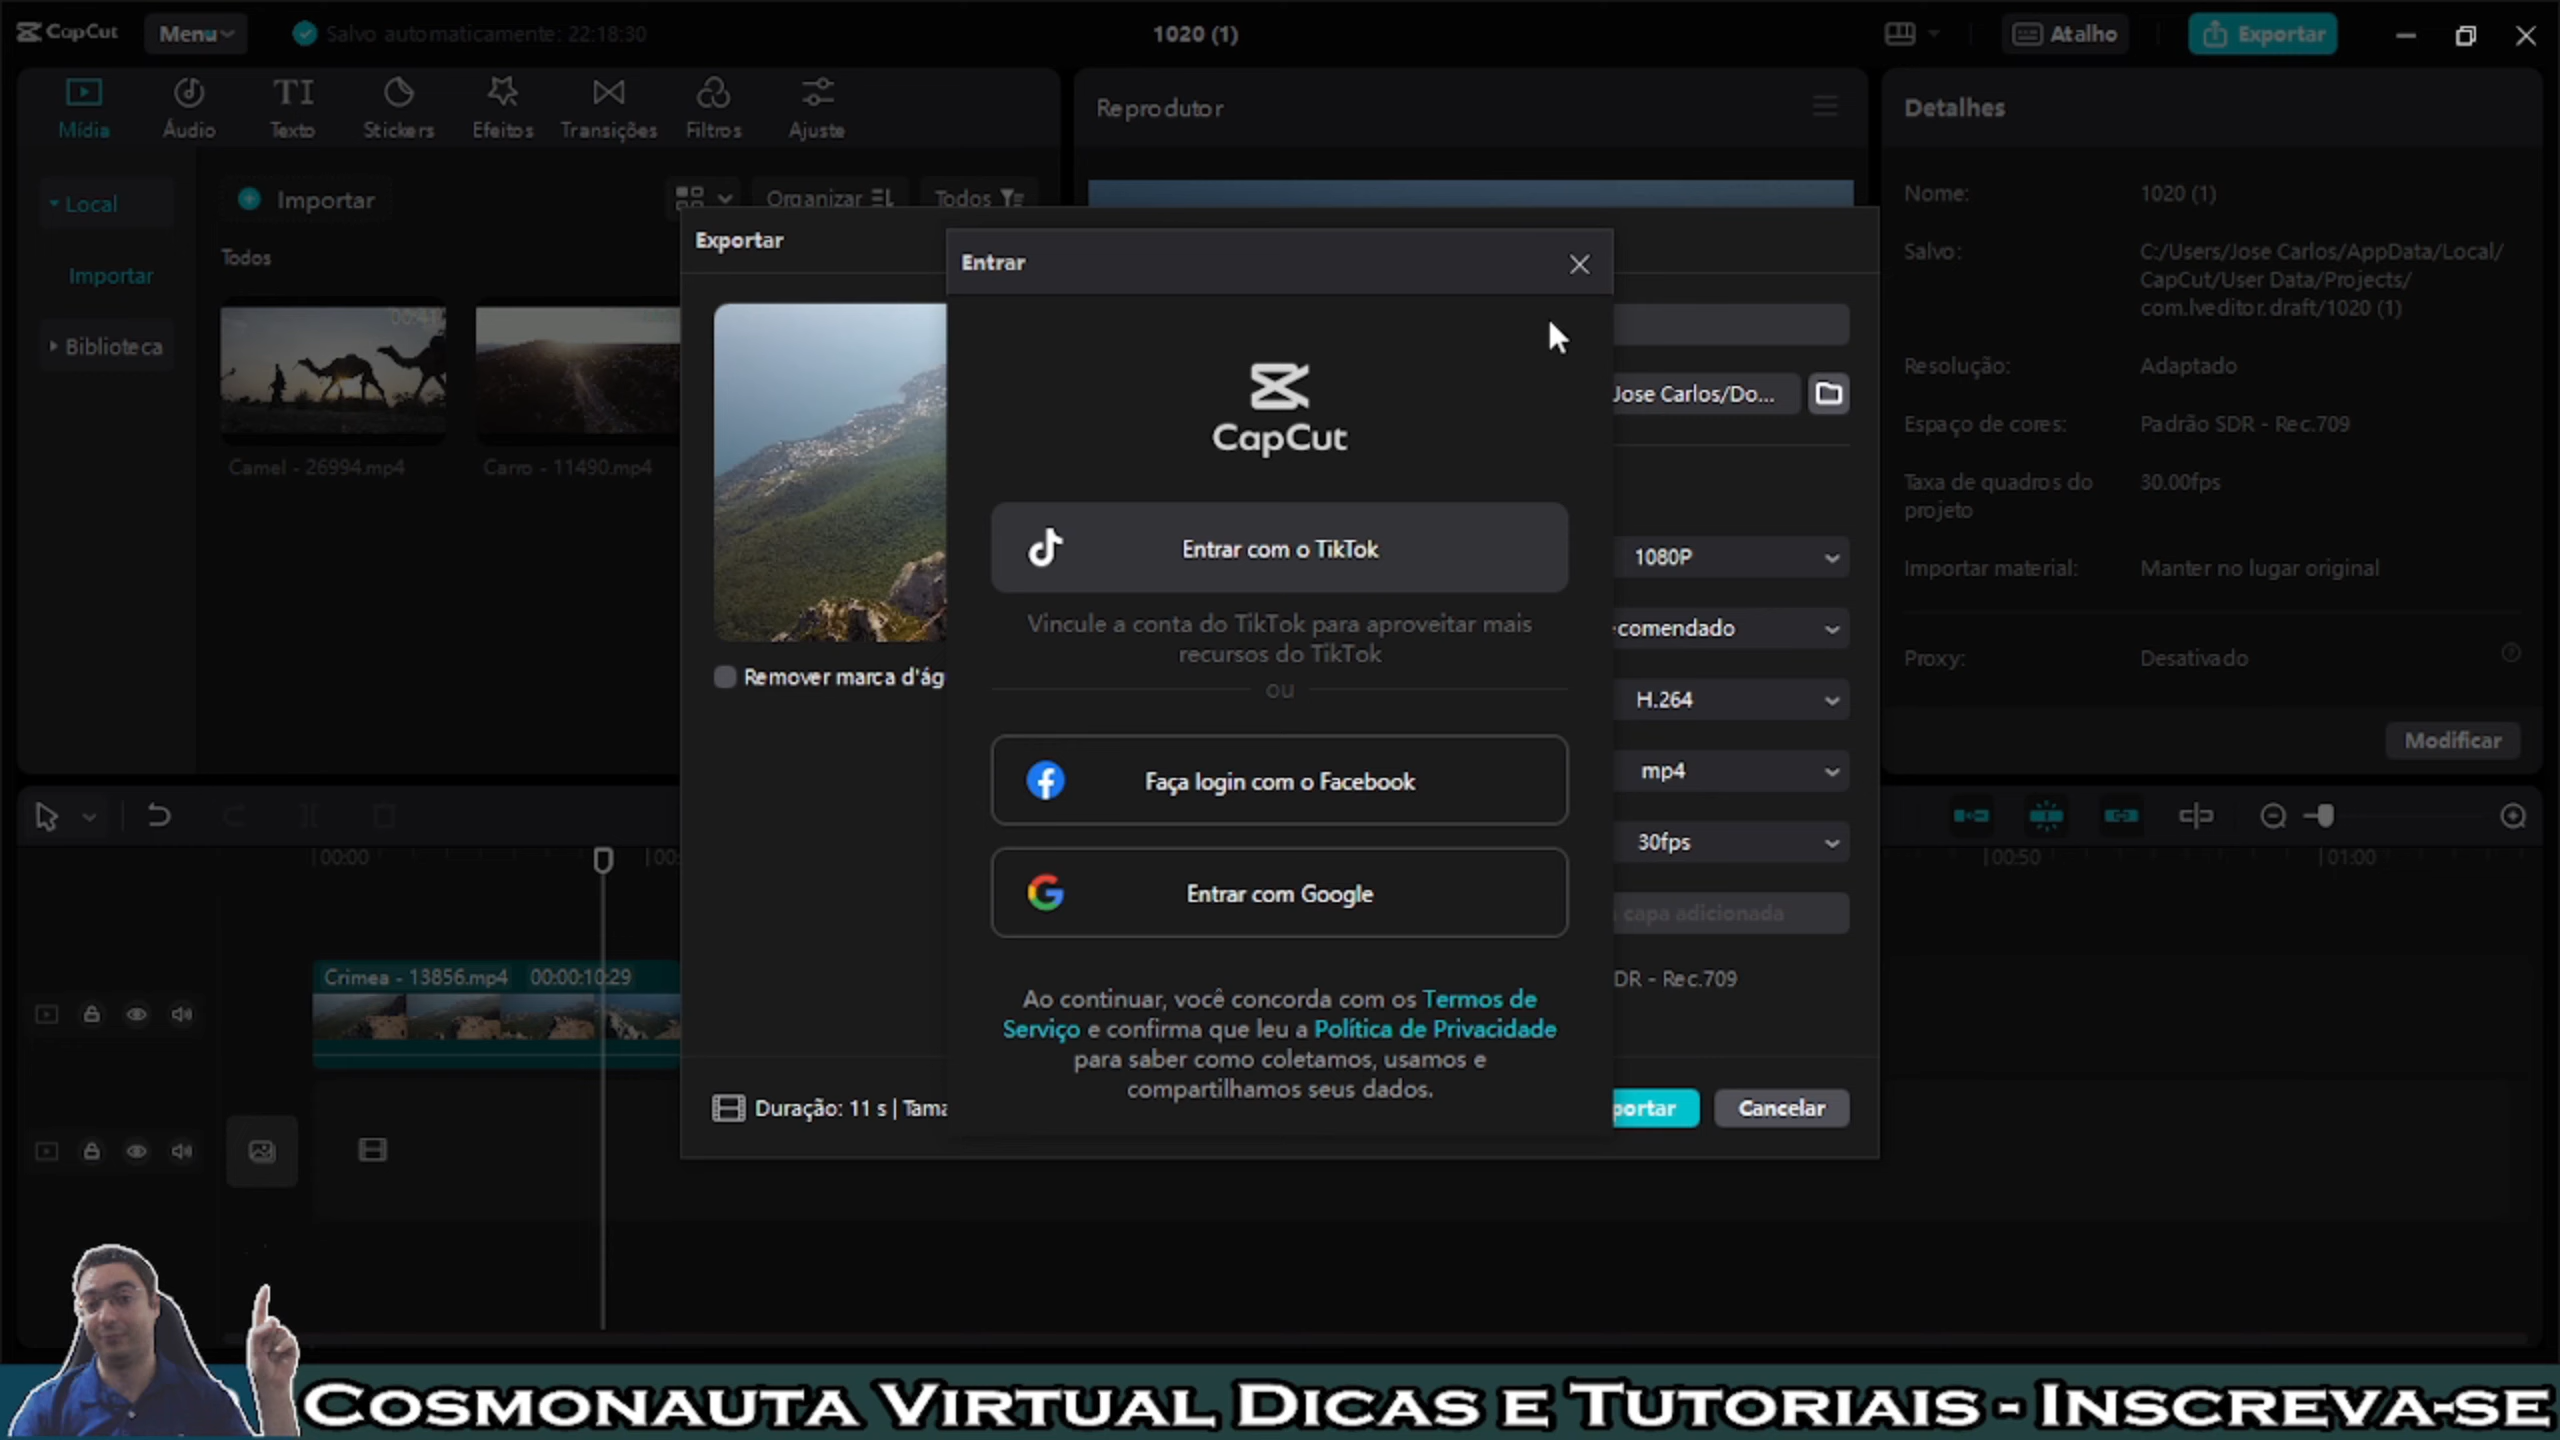 CapCut
Menu
Salvo automaticamente: 22:18:30
1020 (1)
Atalho
Exportar
Mídia
Áudio
TI
Texto
Stickers
Efeitos
Transições
Filtros
Ajuste
Local
Importar
Biblioteca
Importar
Organizar
Todos
Todos
00:41
Camel - 26994.mp4
Carro - 11490.mp4
Reprodutor
Detalhes
Nome:
1020 (1)
Salvo:
C:/Users/Jose Carlos/AppData/Local/
CapCut/User Data/Projects/
com.lveditor.draft/1020 (1)
Resolução:
Adaptado
Espaço de cores:
Padrão SDR - Rec.709
Taxa de quadros do
projeto
30.00fps
Importar material:
Manter no lugar original
Proxy:
Desativado
Modificar
Exportar
Remover marca d'águ
Duração: 11 s | Tama
Jose Carlos/Do...
1080P
comendado
H.264
mp4
30fps
capa adicionada
DR - Rec.709
portar
Cancelar
Entrar
CapCut
Entrar com o TikTok
Vincule a conta do TikTok para aproveitar mais
recursos do TikTok
ou
Faça login com o Facebook
Entrar com Google
Ao continuar, você concorda com os Termos de
Serviço e confirma que leu a Política de Privacidade
para saber como coletamos, usamos e
compartilhamos seus dados.
00:00
00:
00:50
01:00
Crimea - 13856.mp4 00:00:10:29
Cosmonauta Virtual Dicas e Tutoriais - Inscreva-se